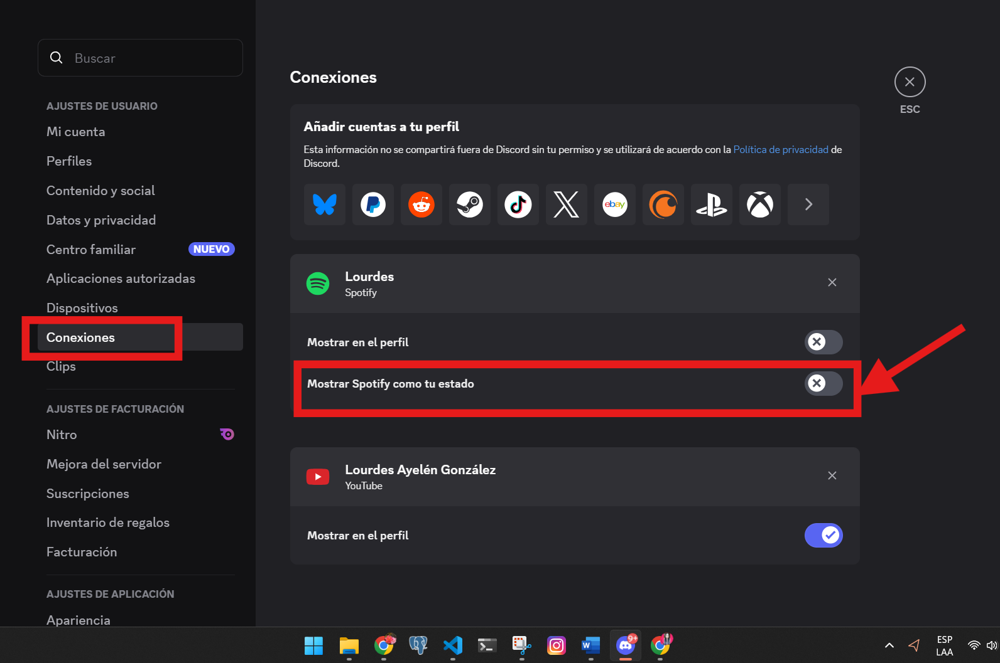 Buscar
AJUSTES DE USUARIO
Mi cuenta
Perfiles
Contenido y social
Datos y privacidad
Centro familiar NUEVO
Aplicaciones autorizadas
Dispositivos
Conexiones
Clips
AJUSTES DE FACTURACIÓN
Nitro
Mejora del servidor
Suscripciones
Inventario de regalos
Facturación
AJUSTES DE APLICACIÓN
Apariencia
Conexiones
ESC
Añadir cuentas a tu perfil
Esta información no se compartirá fuera de Discord sin tu permiso y se utilizará de acuerdo con la Política de privacidad de
Discord.
ebay
Lourdes
Spotify
Mostrar en el perfil
Mostrar Spotify como tu estado
Lourdes Ayelén González
YouTube
Mostrar en el perfil
W
9+
ESP
LAA